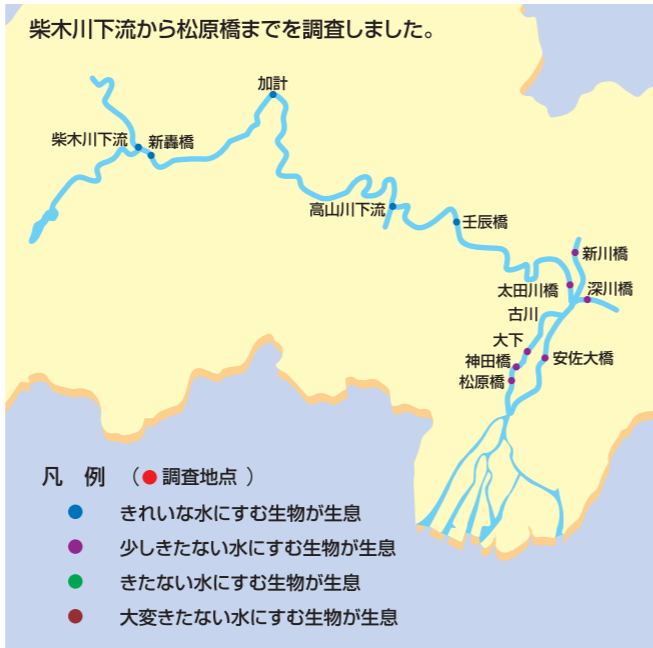 柴木川下流から松原橋までを調査しました。
加計
柴木川下流
新轟橋
高山川下流
壬辰橋
新川橋
太田川橋
深川橋
古川
大下
神田橋
安佐大橋
松原橋
凡 例 （●調査地点）
● きれいな水にすむ生物が生息
● 少しきたない水にすむ生物が生息
● きたない水にすむ生物が生息
● 大変きたない水にすむ生物が生息